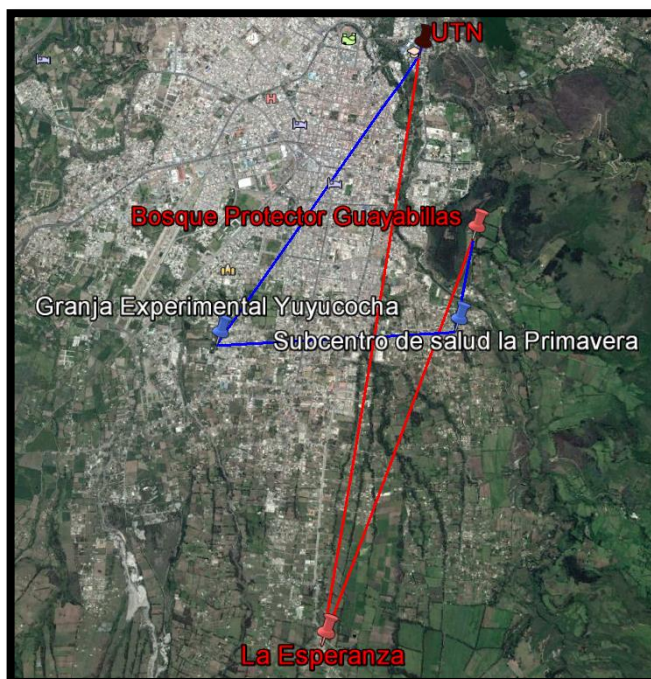 UTN
Bosque Protector Guayabillas
Granja Experimental Yuyucocha
Subcentro de salud la Primavera
La Esperanza